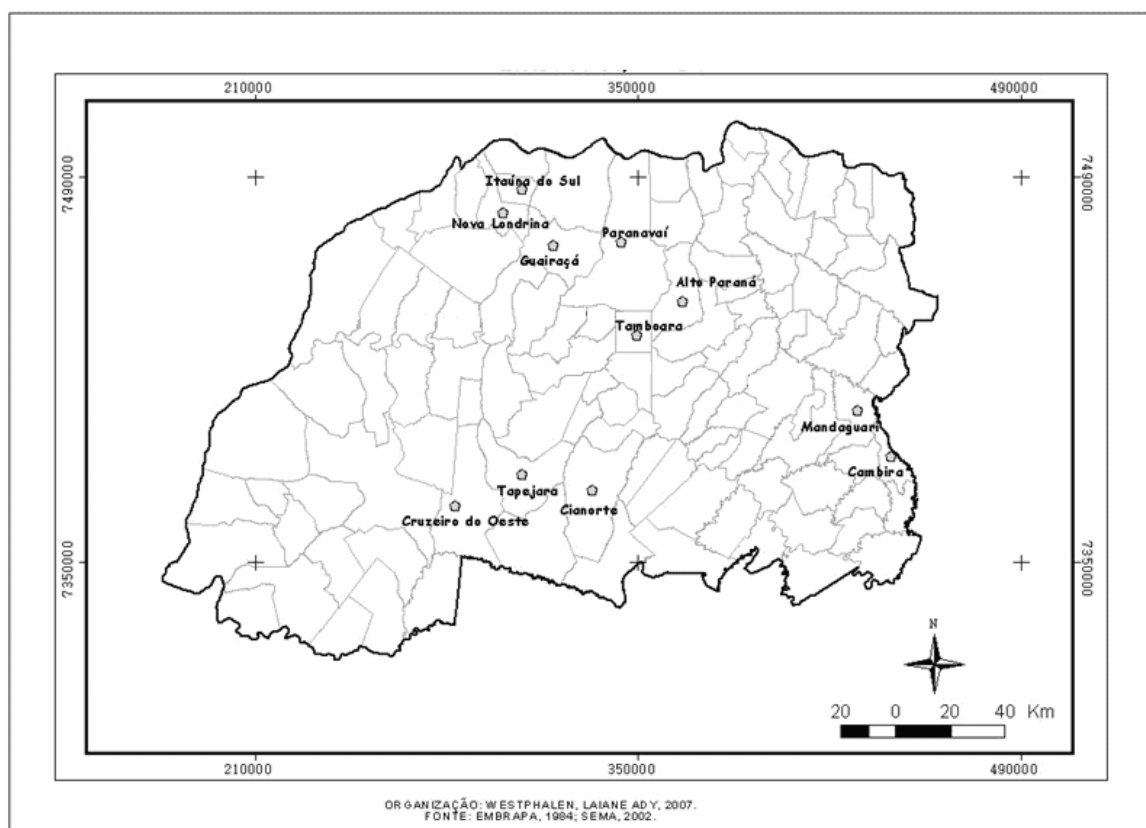 210000
350000
490000
7490000
7490000
Itaúna do Sul
Nova Londrina
Paranavaí
Guairaçá
Alto Paraná
Tamboara
Mandaguari
Cambira
Tapejara
Cianorte
Cruzeiro do Oeste
7350000
7350000
N
20 0 20 40 Km
210000
350000
490000
ORGANIZAÇÃO: WESTPHALEN, LAIANE ADY, 2007.
FONTE: EMBRAPA, 1984; SEMA, 2002.